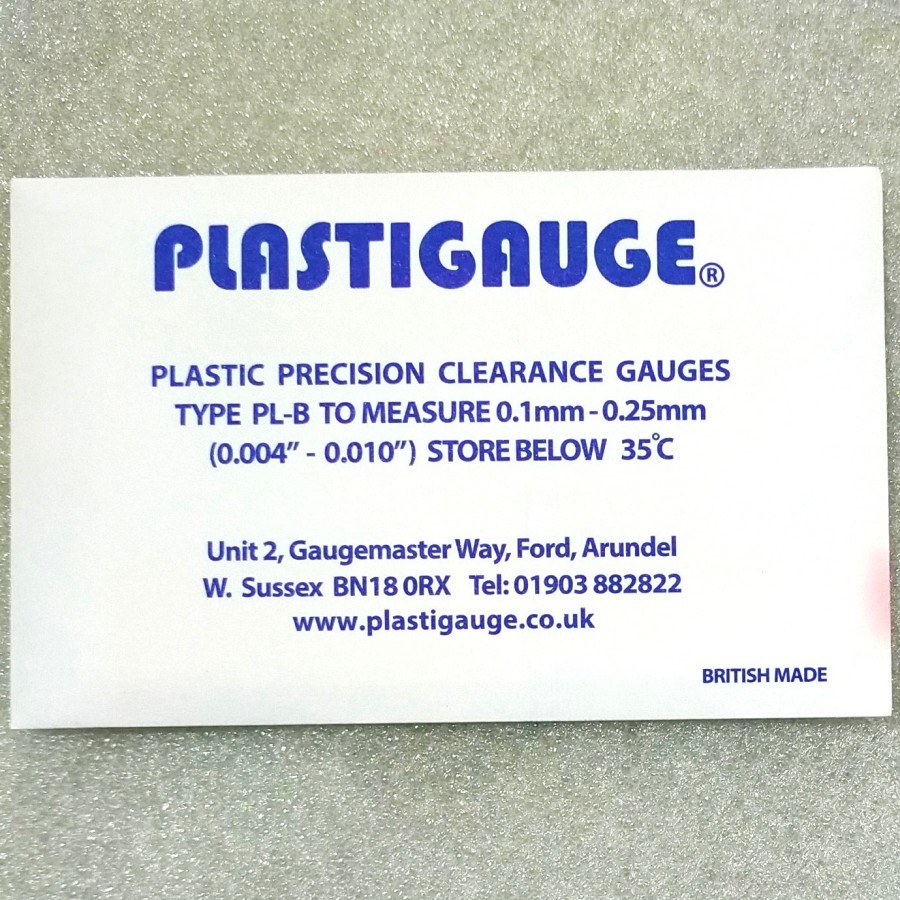 PLASTIGAUGE®
PLASTIC PRECISION CLEARANCE GAUGES
TYPE PL-B TO MEASURE 0.1mm - 0.25mm
(0.004” - 0.010”) STORE BELOW 35°C
Unit 2, Gaugemaster Way, Ford, Arundel
W. Sussex BN18 0RX Tel: 01903 882822
www.plastigauge.co.uk
BRITISH MADE